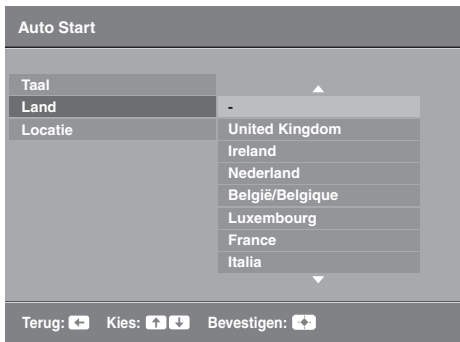 Auto Start
Taal
Land
-
Locatie
United Kingdom
Ireland
Nederland
België/Belgique
Luxembourg
France
Italia
Terug: Kies: Bevestigen: